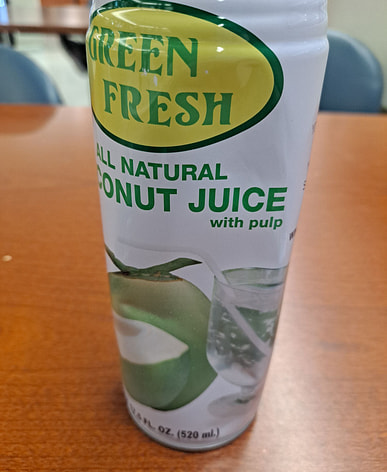 GREEN
FRESH
ALL NATURAL
CONUT JUICE
with pulp
FL. OZ. (520 ml.)